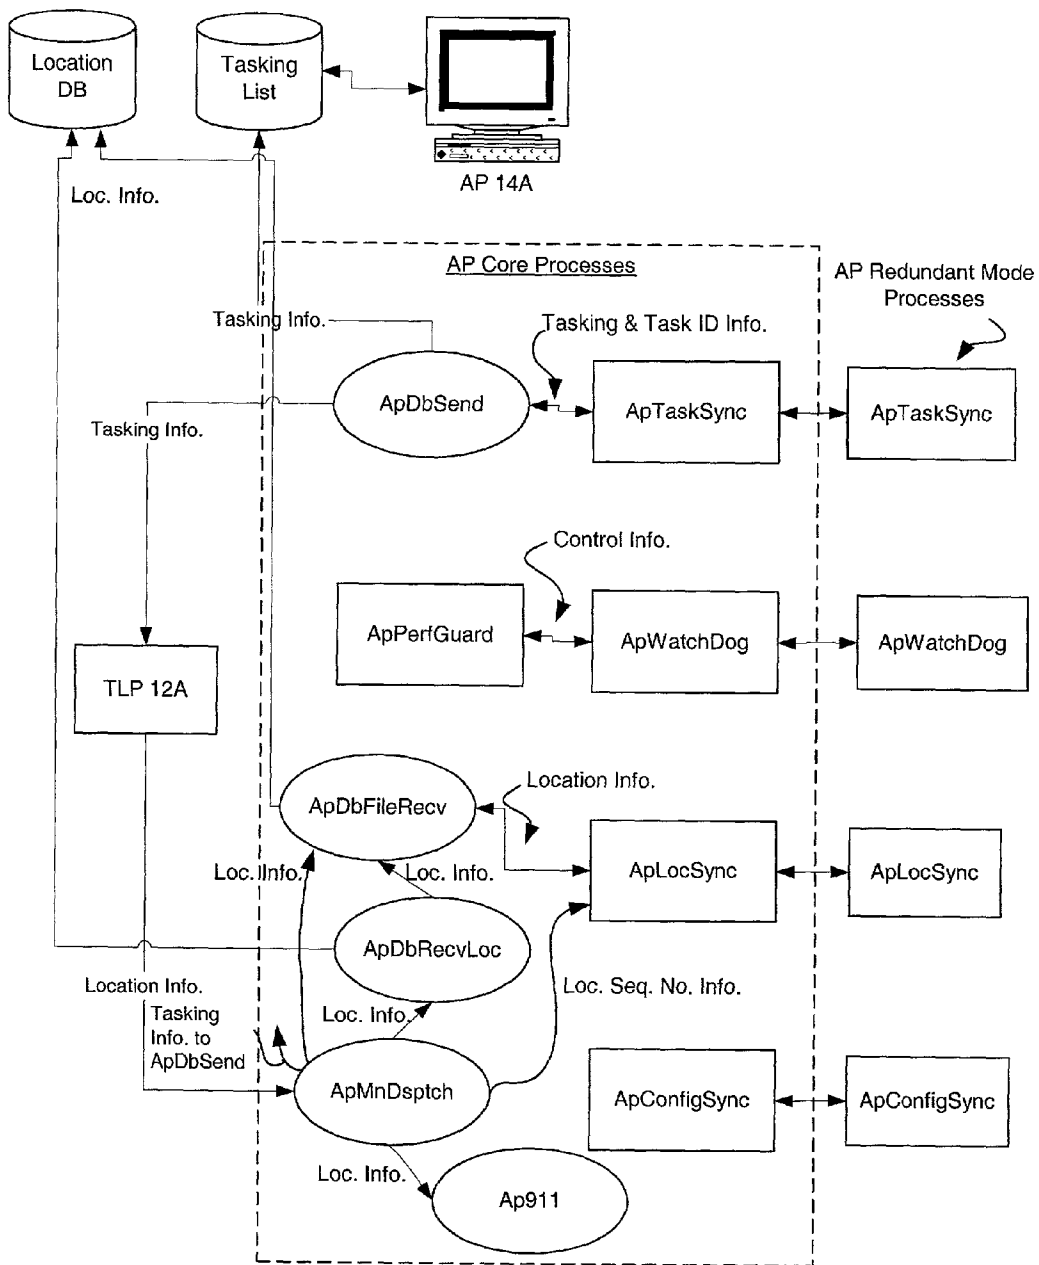 Location
DB
Tasking
List
AP 14A
Loc. Info.
AP Core Processes
AP Redundant Mode
Processes
Tasking Info.
Tasking & Task ID Info.
ApDbSend
ApTaskSync
ApTaskSync
Tasking Info.
Control Info.
ApPerfGuard
ApWatchDog
ApWatchDog
TLP 12A
Location Info.
ApDbFileRecv
Loc. Info.
Loc. Info.
ApLocSync
ApLocSync
ApDbRecvLoc
Location Info.
Loc. Seq. No. Info.
Tasking
Info. to
ApDbSend
Loc. Info.
ApMnDsptch
ApConfigSync
ApConfigSync
Loc. Info.
Ap911